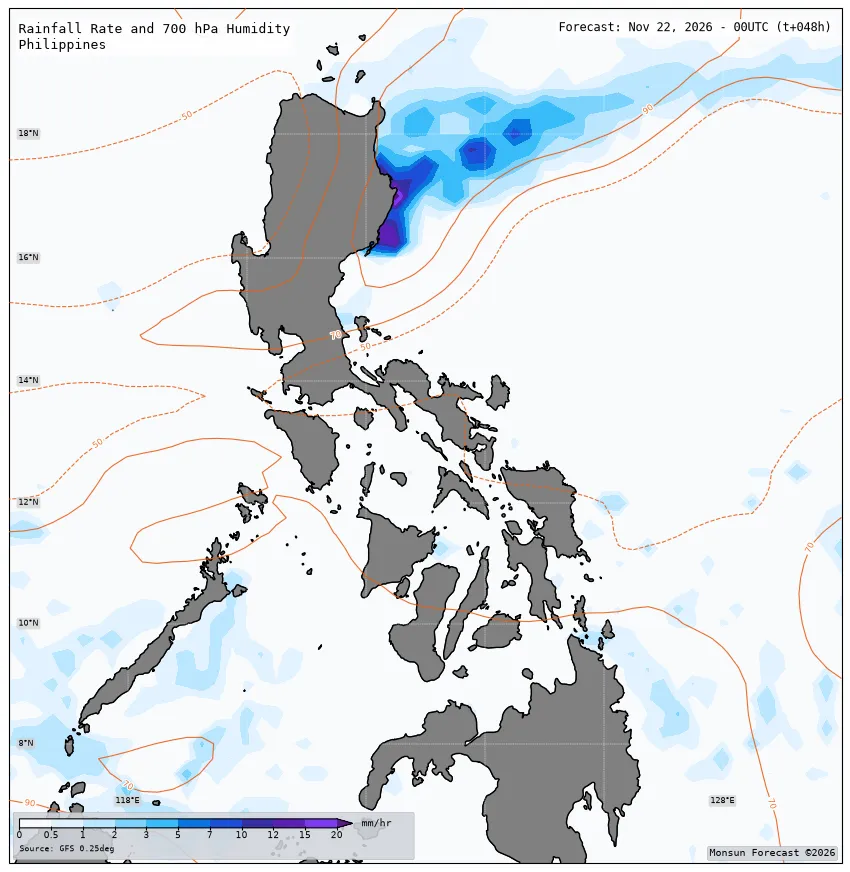 Rainfall Rate and 700 hPa Humidity
Philippines
Forecast: Nov 22, 2026 - 00UTC (t+048h)
50
90
18°N
16°N
70
50
14°N
50
12°N
70
10°N
8°N
70
90
118°E
128°E
70
0 0.5 1 2 3 5 7 10 12 15 20 mm/hr
Source: GFS 0.25deg
Monsun Forecast ©2026